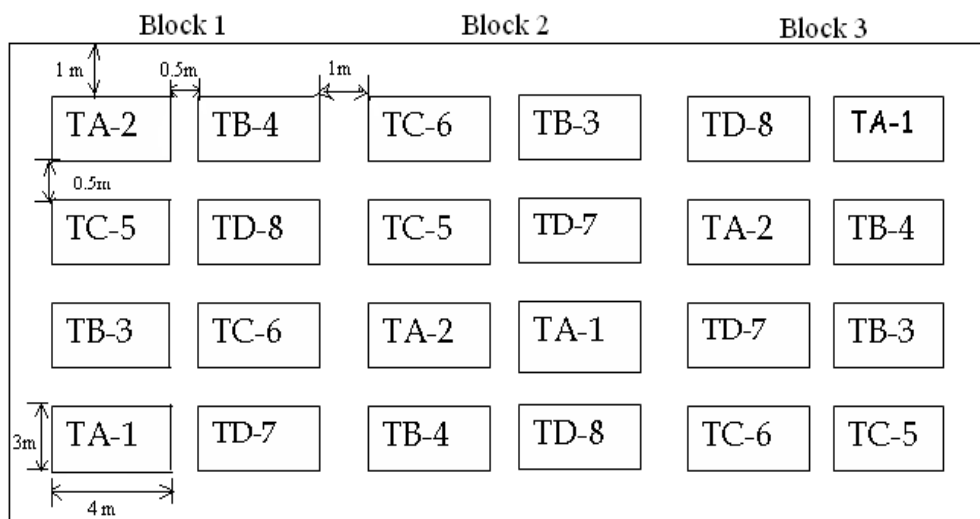 Block 1 Block 2 Block 3
1 m 0.5m 1m
TA-2 TB-4 TC-6 TB-3 TD-8 TA-1
0.5m
TC-5 TD-8 TC-5 TD-7 TA-2 TB-4
TB-3 TC-6 TA-2 TA-1 TD-7 TB-3
3m TA-1 TD-7 TB-4 TD-8 TC-6 TC-5
4 m